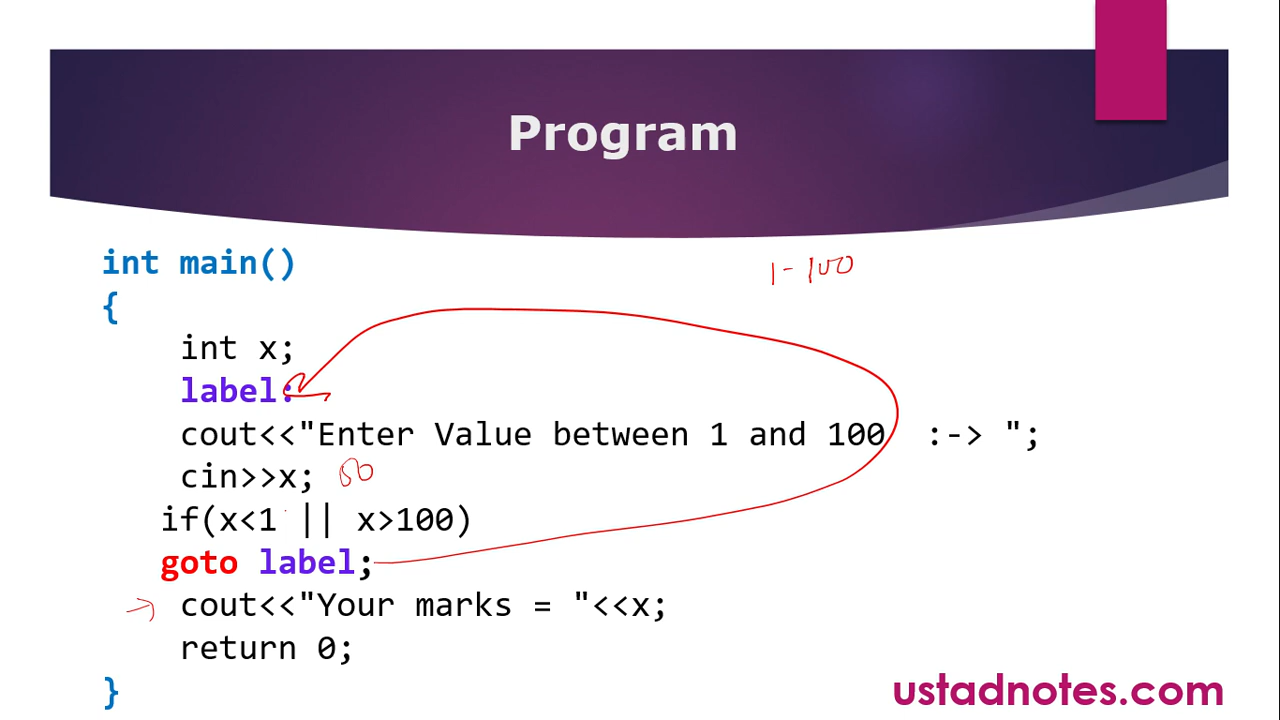 Program
int main()
1-100
{
int x;
label:
cout<<"Enter Value between 1 and 100 :-> ";
cin>>x;
if(x<1 || x>100)
goto label;
cout<<"Your marks = "<<x;
return 0;
}
ustadnotes.com